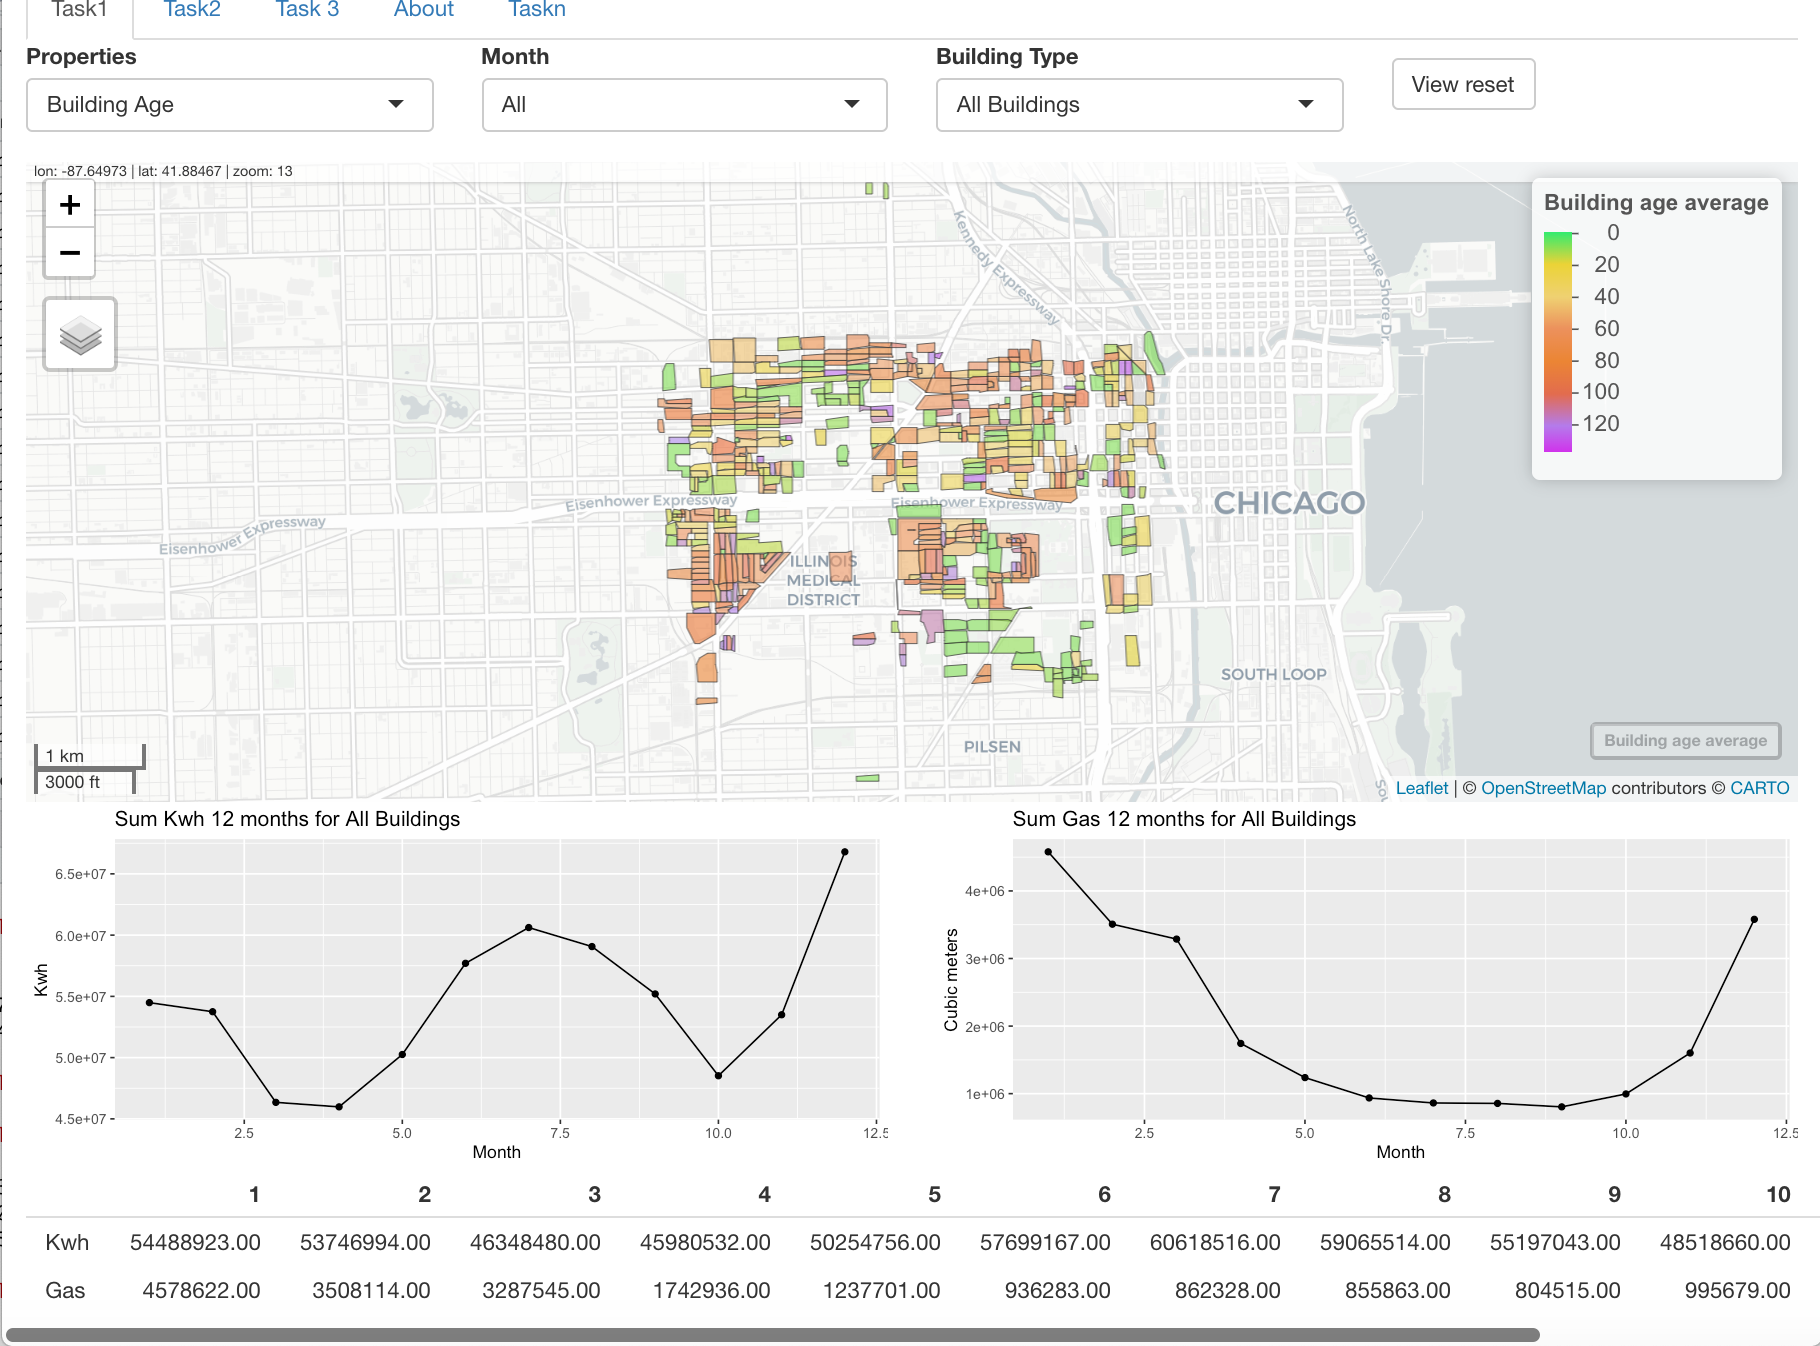 Task1 Task2 Task 3 About Taskn
Properties Month Building Type
Building Age All All Buildings View reset
lon: -87.64973 | lat: 41.88467 | zoom: 13
+
−
Building age average
0
20
40
60
80
100
120
Kennedy Expressway
North Lake Shore Dr
Eisenhower Expressway
Eisenhower Expressway
Eisenhower Expressway
CHICAGO
ILLINOIS
MEDICAL
DISTRICT
SOUTH LOOP
PILSEN
Building age average
1 km
3000 ft
Leaflet | © OpenStreetMap contributors © CARTO
Sum Kwh 12 months for All Buildings
6.5e+07
6.0e+07
5.5e+07
5.0e+07
4.5e+07
Kwh
2.5 5.0 7.5 10.0 12.5
Month
Sum Gas 12 months for All Buildings
4e+06
3e+06
2e+06
1e+06
Cubic meters
2.5 5.0 7.5 10.0 12.5
Month
1 2 3 4 5 6 7 8 9 10
Kwh 54488923.00 53746994.00 46348480.00 45980532.00 50254756.00 57699167.00 60618516.00 59065514.00 55197043.00 48518660.00
Gas 4578622.00 3508114.00 3287545.00 1742936.00 1237701.00 936283.00 862328.00 855863.00 804515.00 995679.00